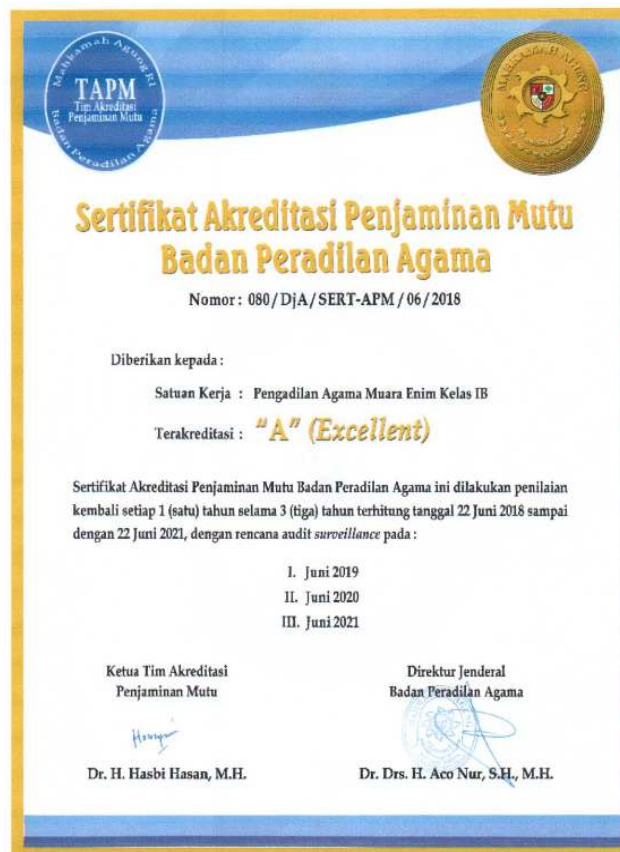 Mahkamah Agung RI
TAPM
Tim Akreditasi
Penjaminan Mutu
Badan Peradilan Agama
MAHKAMAH AGUNG
Sertifikat Akreditasi Penjaminan Mutu
Badan Peradilan Agama
Nomor : 080/DjA/SERT-APM/06/2018
Diberikan kepada :
Satuan Kerja : Pengadilan Agama Muara Enim Kelas IB
Terakreditasi : "A" (Excellent)
Sertifikat Akreditasi Penjaminan Mutu Badan Peradilan Agama ini dilakukan penilaian
kembali setiap 1 (satu) tahun selama 3 (tiga) tahun terhitung tanggal 22 Juni 2018 sampai
dengan 22 Juni 2021, dengan rencana audit surveillance pada :
I. Juni 2019
II. Juni 2020
III. Juni 2021
Ketua Tim Akreditasi
Penjaminan Mutu
Dr. H. Hasbi Hasan, M.H.
Direktur Jenderal
Badan Peradilan Agama
Dr. Drs. H. Aco Nur, S.H., M.H.